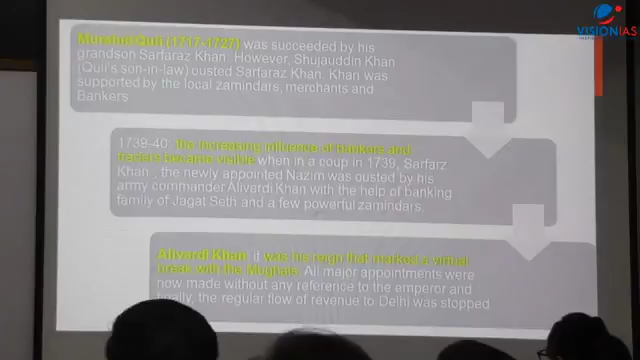 VISIONIAS
Murshid Quli (1717-1727) was succeeded by his
grandson Sarfaraz Khan. However, Shujauddin Khan
(Quli's son-in-law) ousted Sarfaraz Khan. Khan was
supported by the local zamindars, merchants and
Bankers
1739-40: the increasing influence of bankers and
traders became visible when in a coup in 1739, Sarfarz
Khan , the newly appointed Nazim was ousted by his
army commander Alivardi Khan with the help of banking
family of Jagat Seth and a few powerful zamindars.
Alivardi Khan: it was his reign that marked a virtual
break with the Mughals. All major appointments were
now made without any reference to the emperor and
finally, the regular flow of revenue to Delhi was stopped